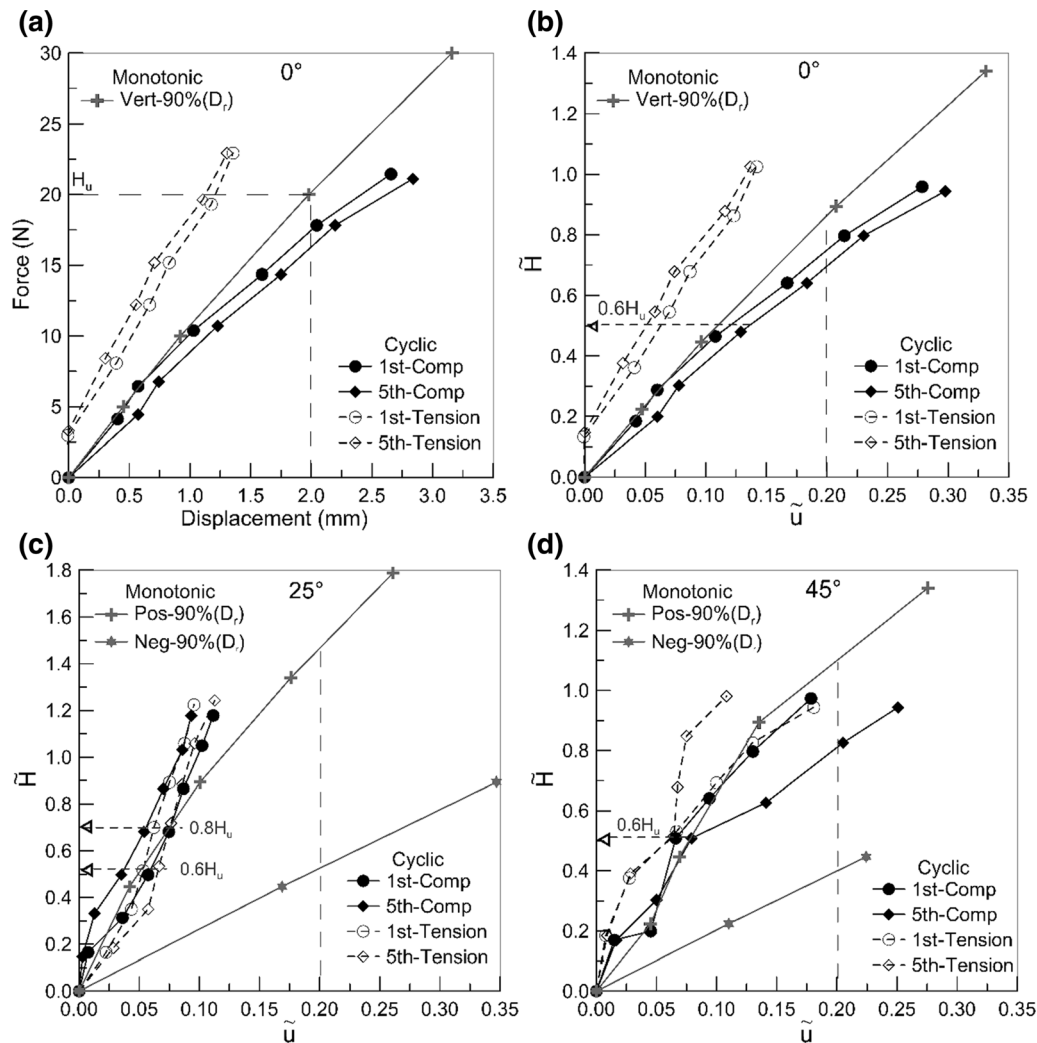 (a)
30
25
20
15
10
5
0
Force (N)
Monotonic
Vert-90%(Dr)
0°
Hu
Cyclic
1st-Comp
5th-Comp
1st-Tension
5th-Tension
0.0 0.5 1.0 1.5 2.0 2.5 3.0 3.5
Displacement (mm)
(b)
1.4
1.2
1.0
0.8
0.6
0.4
0.2
0.0
H̃
Monotonic
Vert-90%(Dr)
0°
0.6Hu
Cyclic
1st-Comp
5th-Comp
1st-Tension
5th-Tension
0.00 0.05 0.10 0.15 0.20 0.25 0.30 0.35
ũ
(c)
1.8
1.6
1.4
1.2
1.0
0.8
0.6
0.4
0.2
0.0
H̃
Monotonic
Pos-90%(Dr)
Neg-90%(Dr)
25°
0.8Hu
0.6Hu
Cyclic
1st-Comp
5th-Comp
1st-Tension
5th-Tension
0.00 0.05 0.10 0.15 0.20 0.25 0.30 0.35
ũ
(d)
1.4
1.2
1.0
0.8
0.6
0.4
0.2
0.0
H̃
Monotonic
Pos-90%(Dr)
Neg-90%(D.)
45°
0.6Hu
Cyclic
1st-Comp
5th-Comp
1st-Tension
5th-Tension
0.00 0.05 0.10 0.15 0.20 0.25 0.30 0.35
ũ